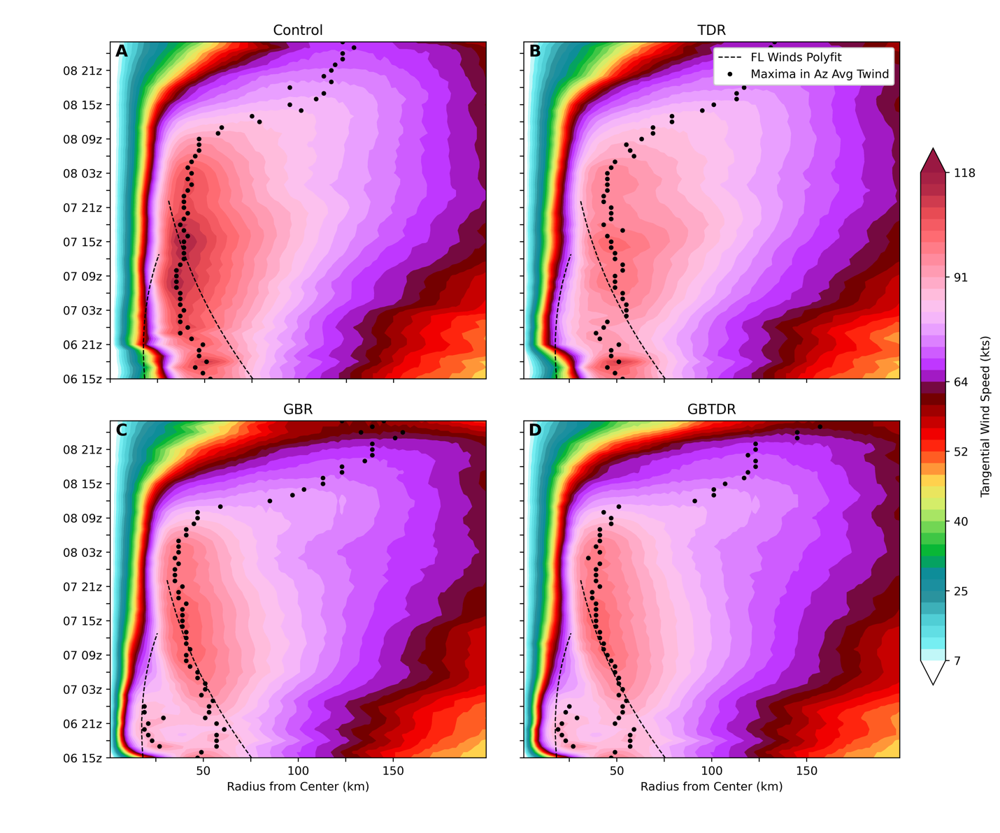 Control
TDR
A
B
FL Winds Polyfit
Maxima in Az Avg Twind
08 21z
08 15z
08 09z
08 03z
07 21z
07 15z
07 09z
07 03z
06 21z
06 15z
GBR
GBTDR
C
D
08 21z
08 15z
08 09z
08 03z
07 21z
07 15z
07 09z
07 03z
06 21z
06 15z
50
100
150
50
100
150
Radius from Center (km)
Radius from Center (km)
118
91
64
52
40
25
7
Tangential Wind Speed (kts)